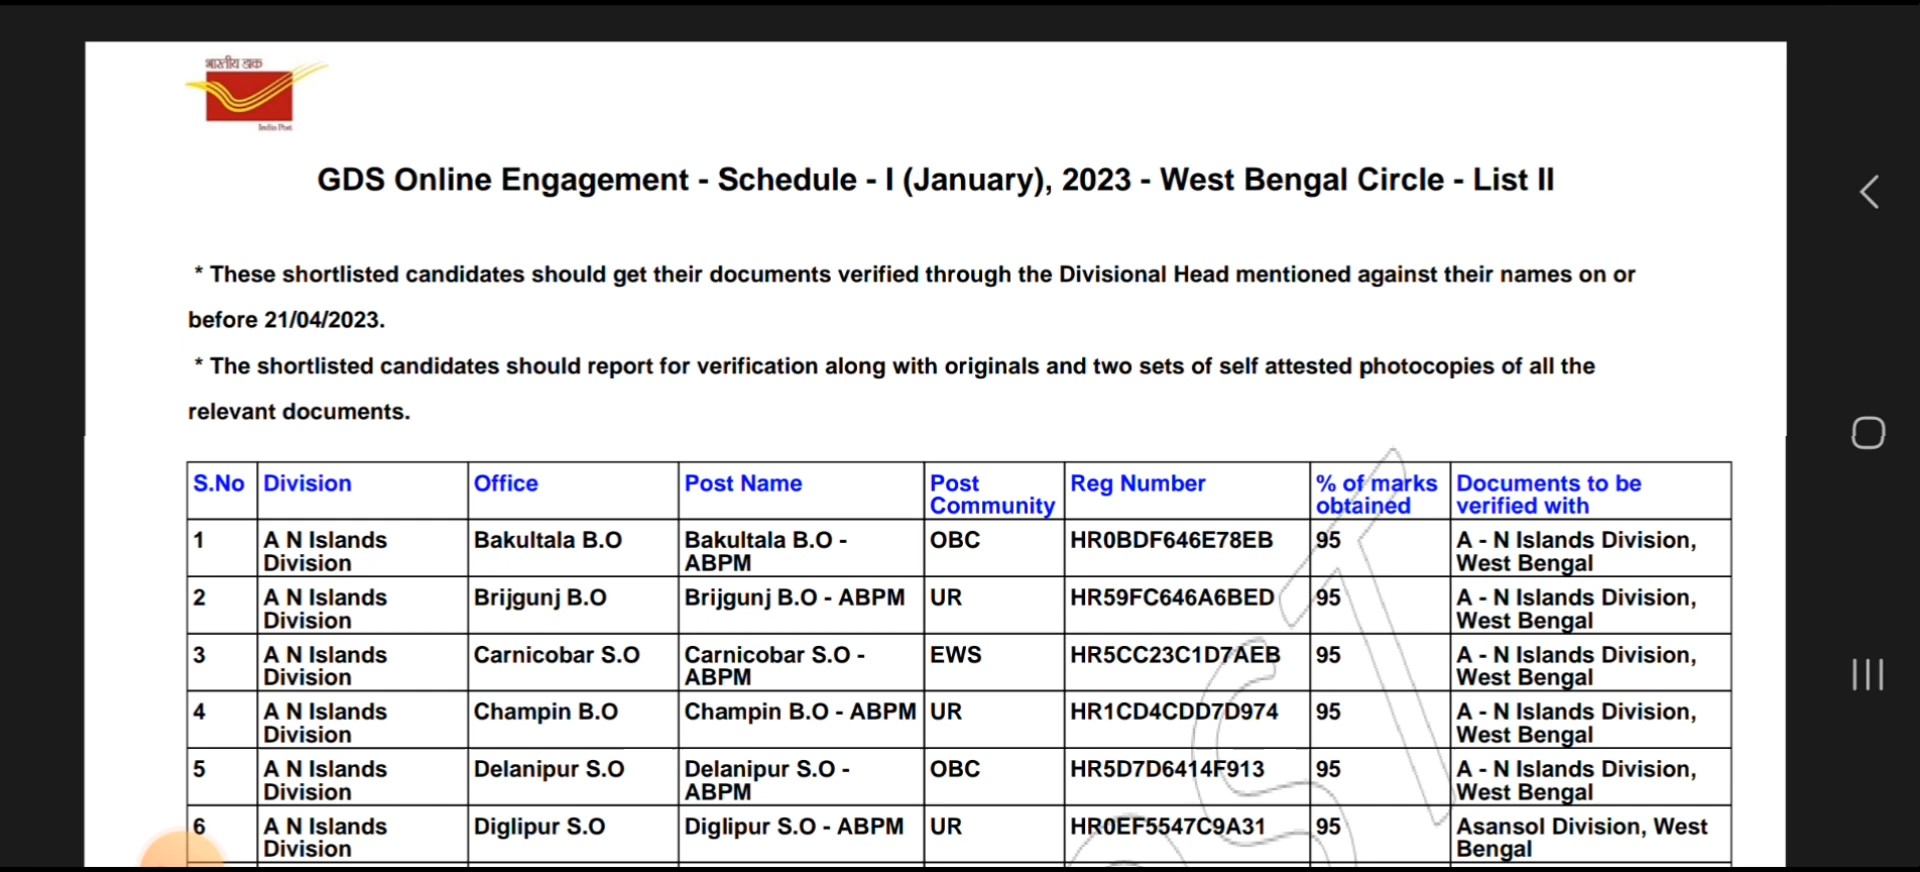 भारतीय डाक
India Post
GDS Online Engagement - Schedule - I (January), 2023 - West Bengal Circle - List II
* These shortlisted candidates should get their documents verified through the Divisional Head mentioned against their names on or
before 21/04/2023.
* The shortlisted candidates should report for verification along with originals and two sets of self attested photocopies of all the
relevant documents.
S.No Division Office Post Name Post Community Reg Number % of marks obtained Documents to be verified with
1 A N Islands Division Bakultala B.O Bakultala B.O - ABPM OBC HR0BDF646E78EB 95 A - N Islands Division, West Bengal
2 A N Islands Division Brijgunj B.O Brijgunj B.O - ABPM UR HR59FC646A6BED 95 A - N Islands Division, West Bengal
3 A N Islands Division Carnicobar S.O Carnicobar S.O - ABPM EWS HR5CC23C1D7AEB 95 A - N Islands Division, West Bengal
4 A N Islands Division Champin B.O Champin B.O - ABPM UR HR1CD4CDD7D974 95 A - N Islands Division, West Bengal
5 A N Islands Division Delanipur S.O Delanipur S.O - ABPM OBC HR5D7D6414F913 95 A - N Islands Division, West Bengal
6 A N Islands Division Diglipur S.O Diglipur S.O - ABPM UR HR0EF5547C9A31 95 Asansol Division, West Bengal